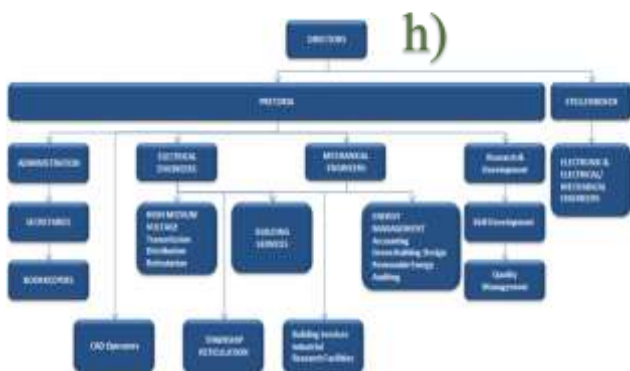 h)
DIRECTORS
PRETORIA
STELLENBOSCH
ADMINISTRATION
ELECTRICAL
ENGINEERS
MECHANICAL
ENGINEERS
Research &
Development
ELECTRONIC &
ELECTRICAL/
MECHANICAL
ENGINEERS
SECRETARIES
HIGH MEDIUM
VOLTAGE
Transmission
Distribution
Reticulation
BUILDING
SERVICES
ENERGY
MANAGEMENT
Accounting
Green Building Design
Renewable Energy
Auditing
Skill Development
BOOKKEEPERS
Quality
Management
CAD Operators
TOWNSHIP
RETICULATION
Building Services
Industrial
Research Facilities